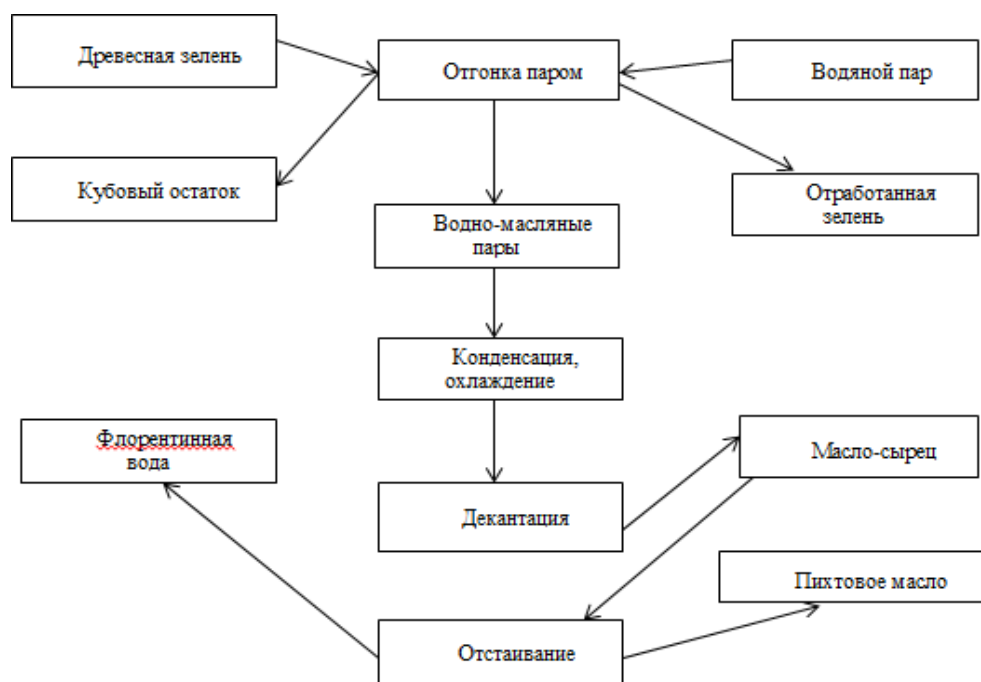 Древесная зелень
Отгонка паром
Водяной пар
Кубовый остаток
Отработанная
зелень
Водно-масляные
пары
Конденсация,
охлаждение
Флорентинная
вода
Масло-сырец
Декантация
Пихтовое масло
Отстаивание